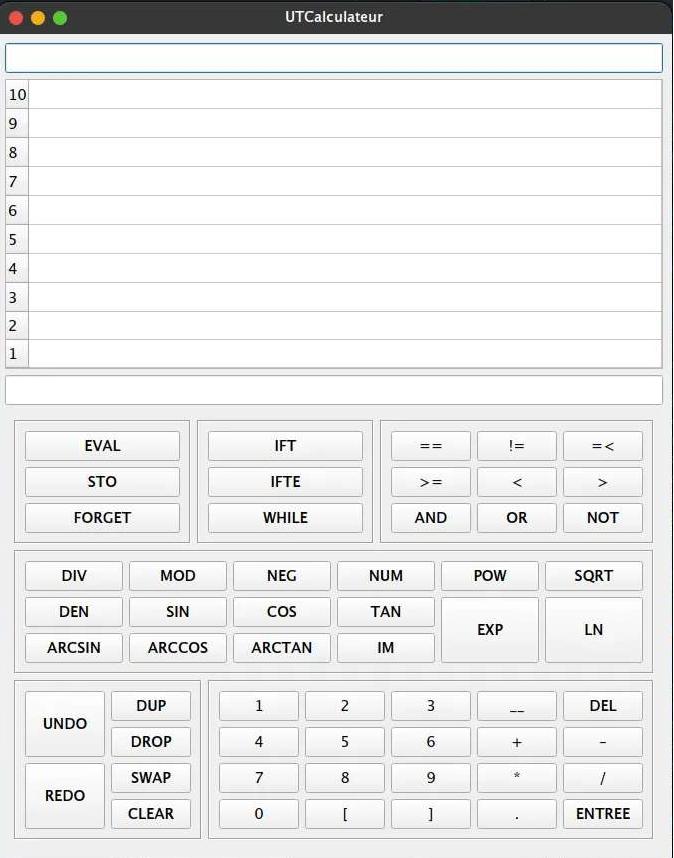 UTCalculateur
10
9
8
7
6
5
4
3
2
1
EVAL IFT == != =<
STO IFTE >= < >
FORGET WHILE AND OR NOT
DIV MOD NEG NUM POW SQRT
DEN SIN COS TAN
EXP LN
ARCSIN ARCCOS ARCTAN IM
UNDO DUP 1 2 3 __ DEL
DROP 4 5 6 + -
REDO SWAP 7 8 9 * /
CLEAR 0 [ ] . ENTREE